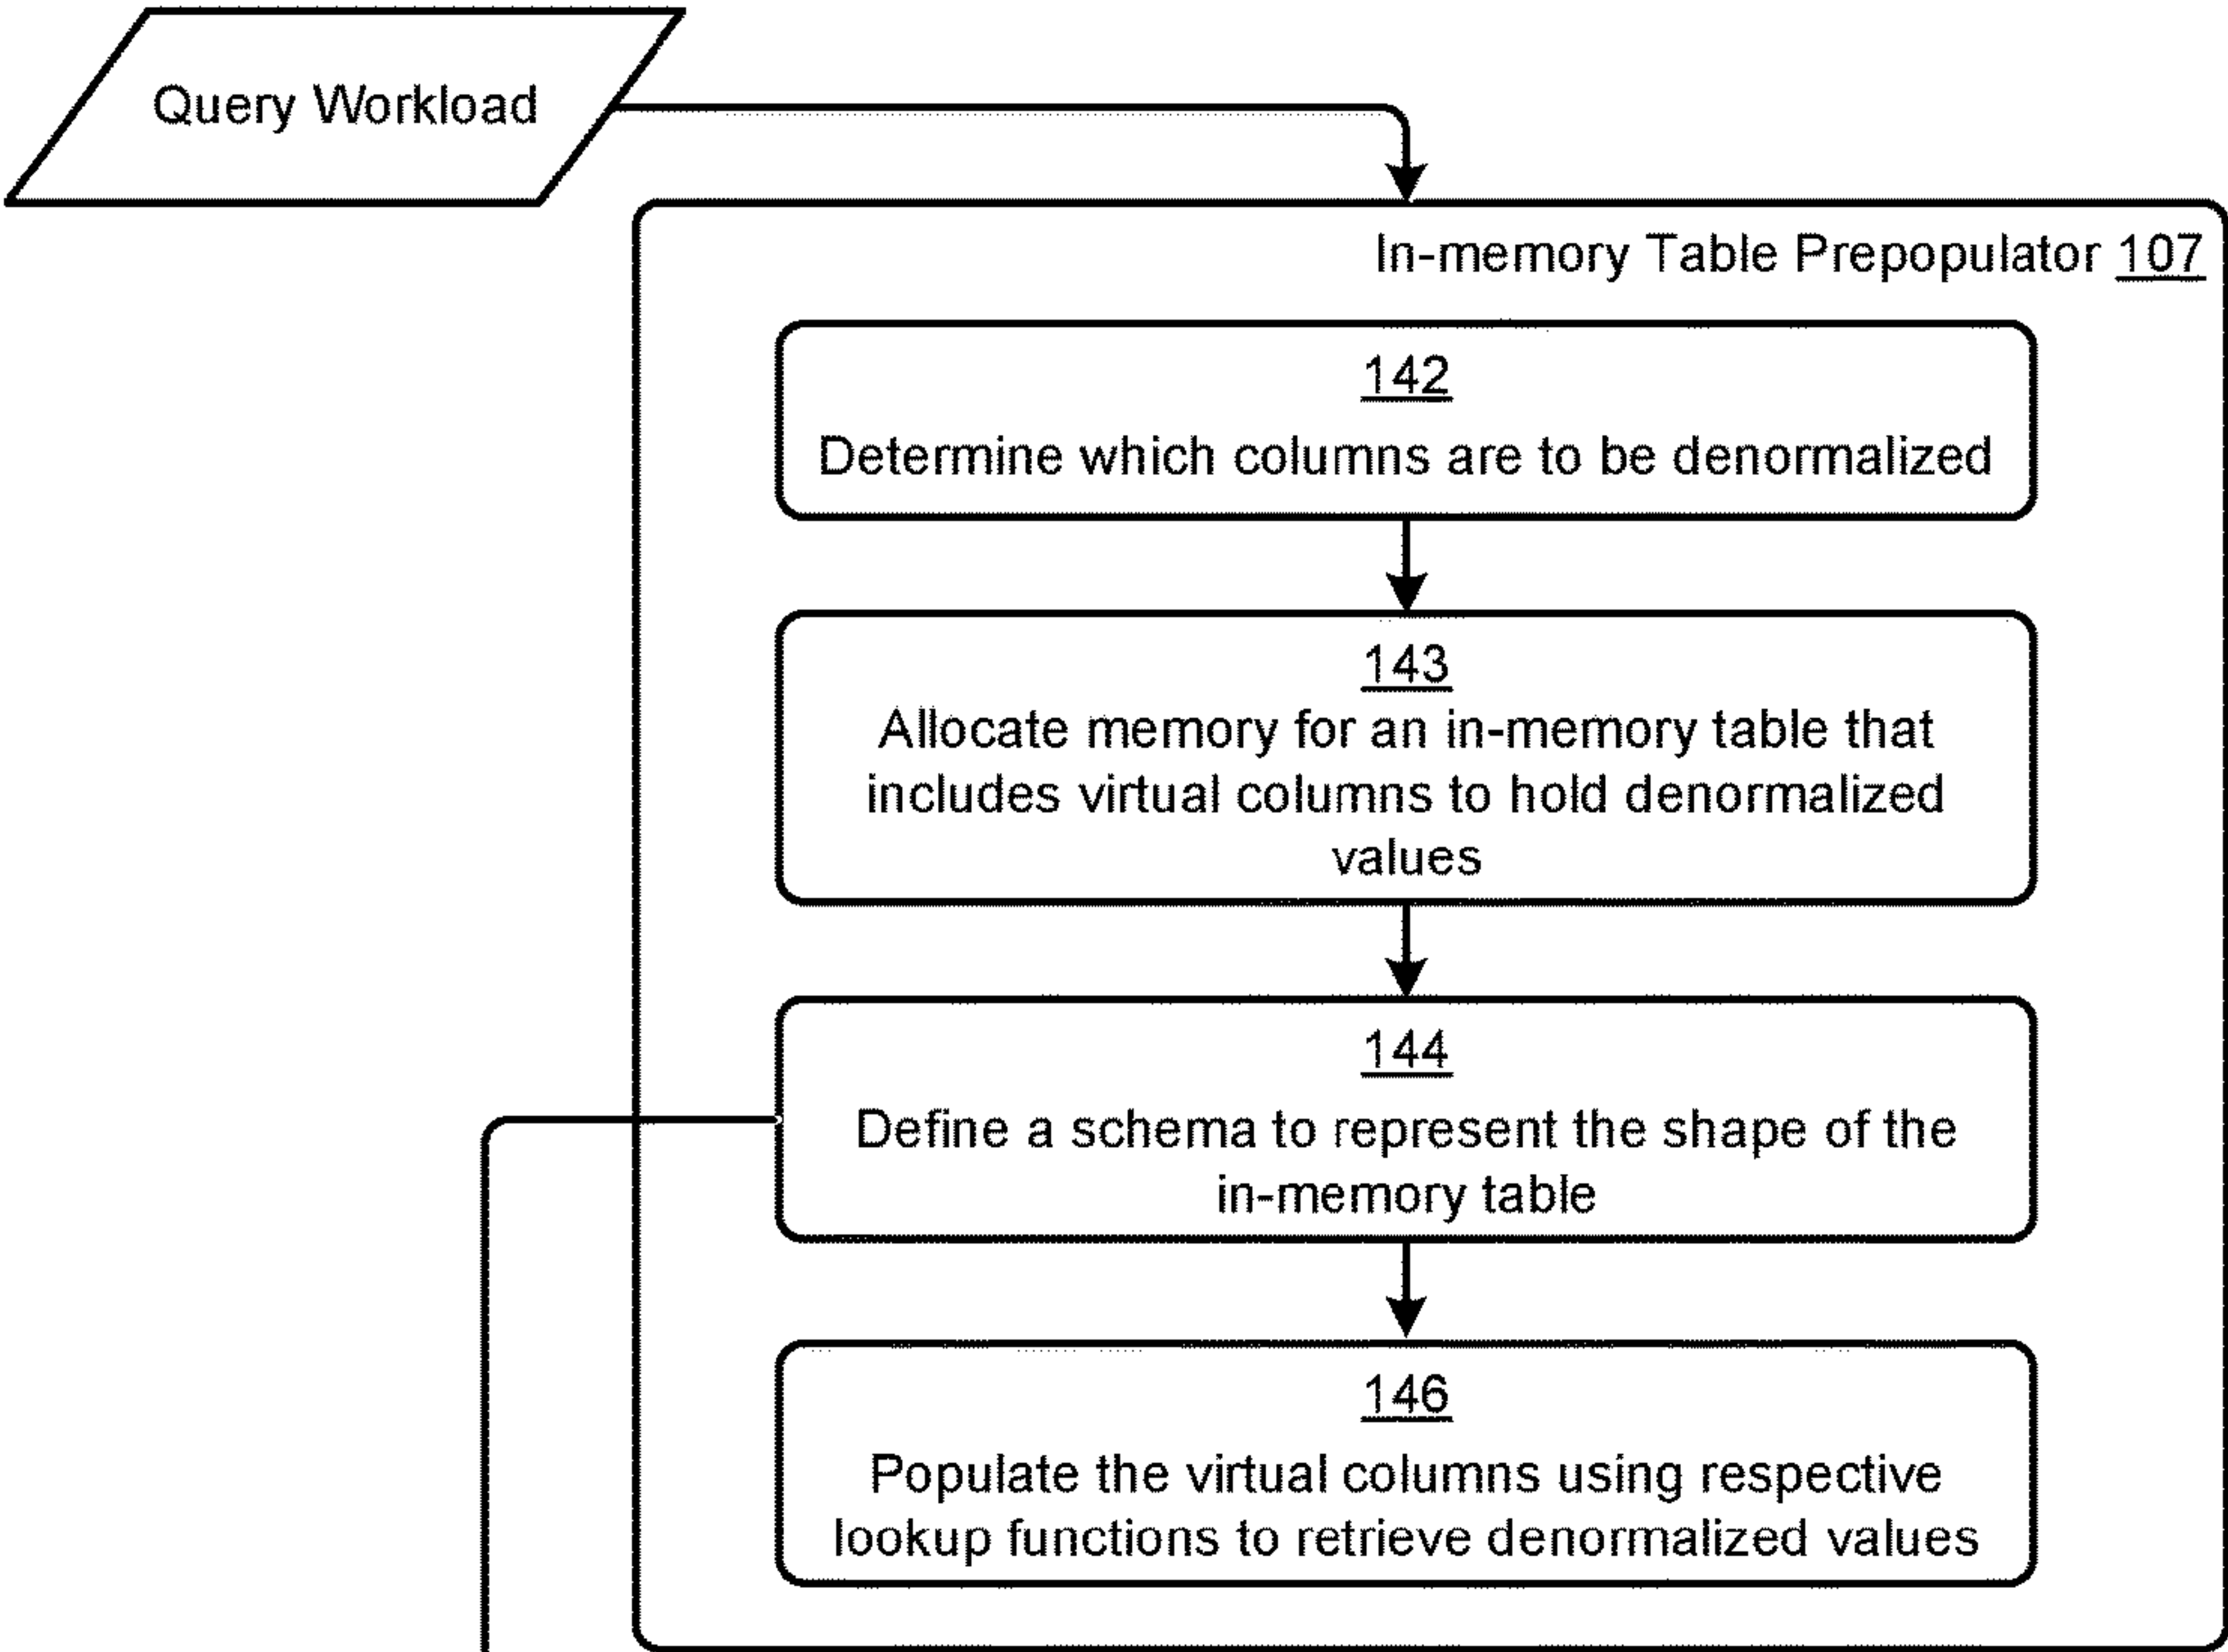 Query Workload
In-memory Table Prepopulator 107
142
Determine which columns are to be denormalized
143
Allocate memory for an in-memory table that
includes virtual columns to hold denormalized
values
144
Define a schema to represent the shape of the
in-memory table
146
Populate the virtual columns using respective
lookup functions to retrieve denormalized values